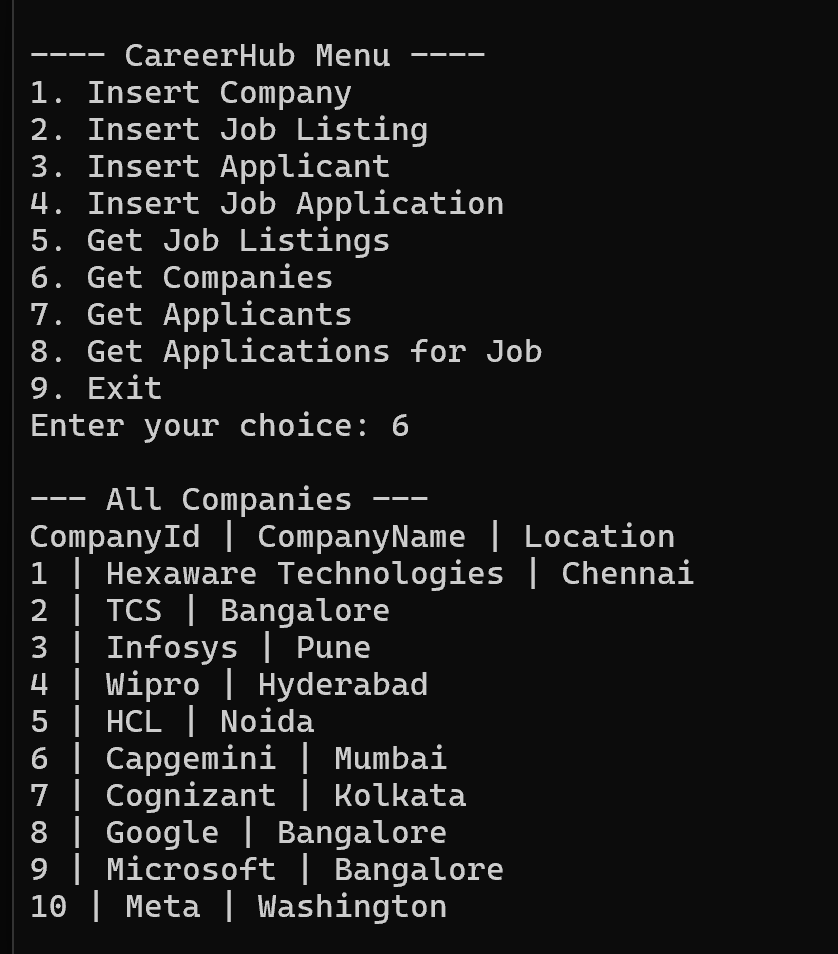 ---- CareerHub Menu ----
1. Insert Company
2. Insert Job Listing
3. Insert Applicant
4. Insert Job Application
5. Get Job Listings
6. Get Companies
7. Get Applicants
8. Get Applications for Job
9. Exit
Enter your choice: 6
--- All Companies ---
CompanyId | CompanyName | Location
1 | Hexaware Technologies | Chennai
2 | TCS | Bangalore
3 | Infosys | Pune
4 | Wipro | Hyderabad
5 | HCL | Noida
6 | Capgemini | Mumbai
7 | Cognizant | Kolkata
8 | Google | Bangalore
9 | Microsoft | Bangalore
10 | Meta | Washington